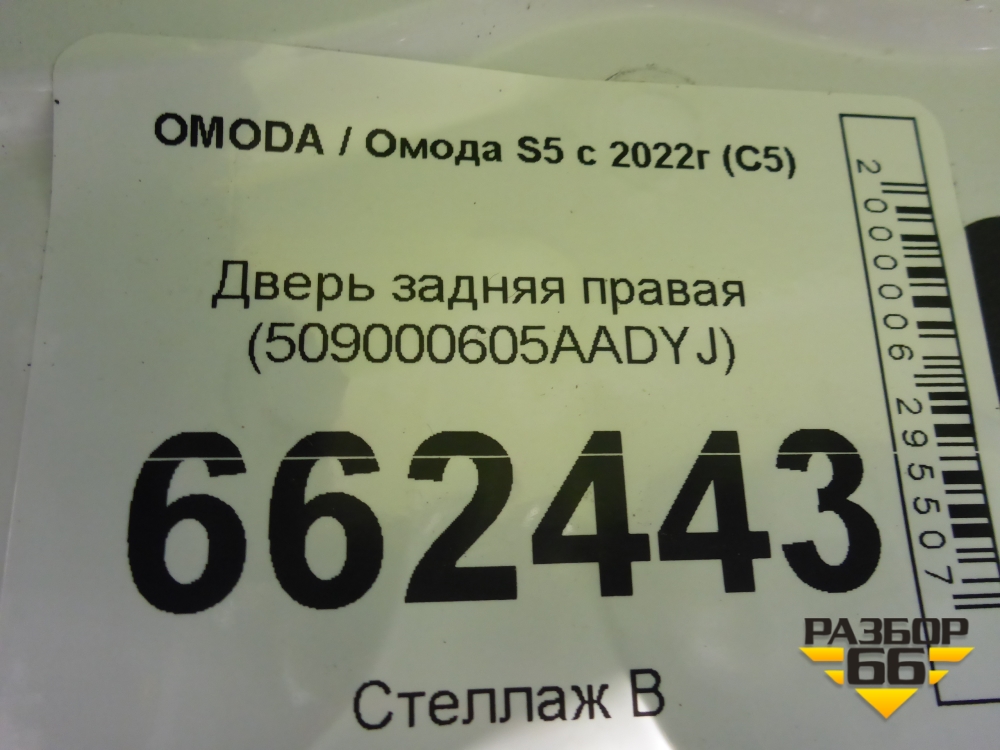 OMODA / Омода S5 с 2022г (C5)
Дверь задняя правая
(509000605AADYJ)
662443
Стеллаж В
2000006295507
РАЗБОР
66